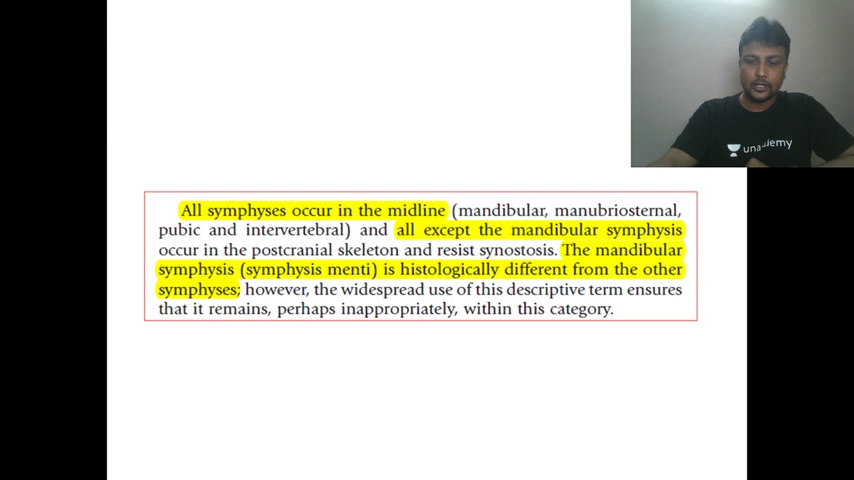 unacademy
All symphyses occur in the midline (mandibular, manubriosternal,
pubic and intervertebral) and all except the mandibular symphysis
occur in the postcranial skeleton and resist synostosis. The mandibular
symphysis (symphysis menti) is histologically different from the other
symphyses; however, the widespread use of this descriptive term ensures
that it remains, perhaps inappropriately, within this category.